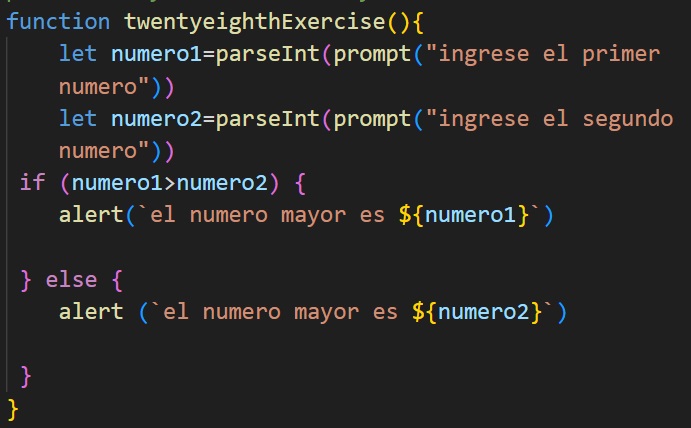 function twentyeighthExercise(){
let numero1=parseInt(prompt("ingrese el primer
numero"))
let numero2=parseInt(prompt("ingrese el segundo
numero"))
if (numero1>numero2) {
alert(`el numero mayor es ${numero1}`)
} else {
alert (`el numero mayor es ${numero2}`)
}
}